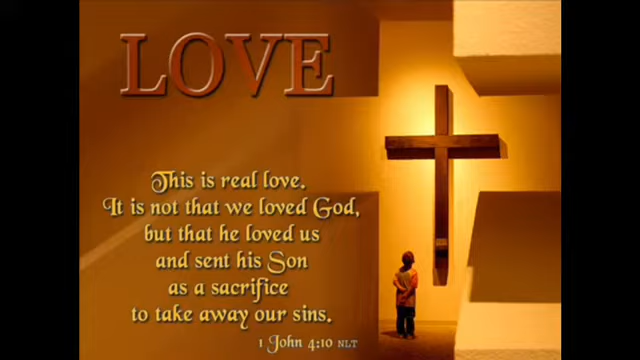 LOVE
This is real love.
It is not that we loved God,
but that he loved us
and sent his Son
as a sacrifice
to take away our sins.
1 John 4:10 NLT